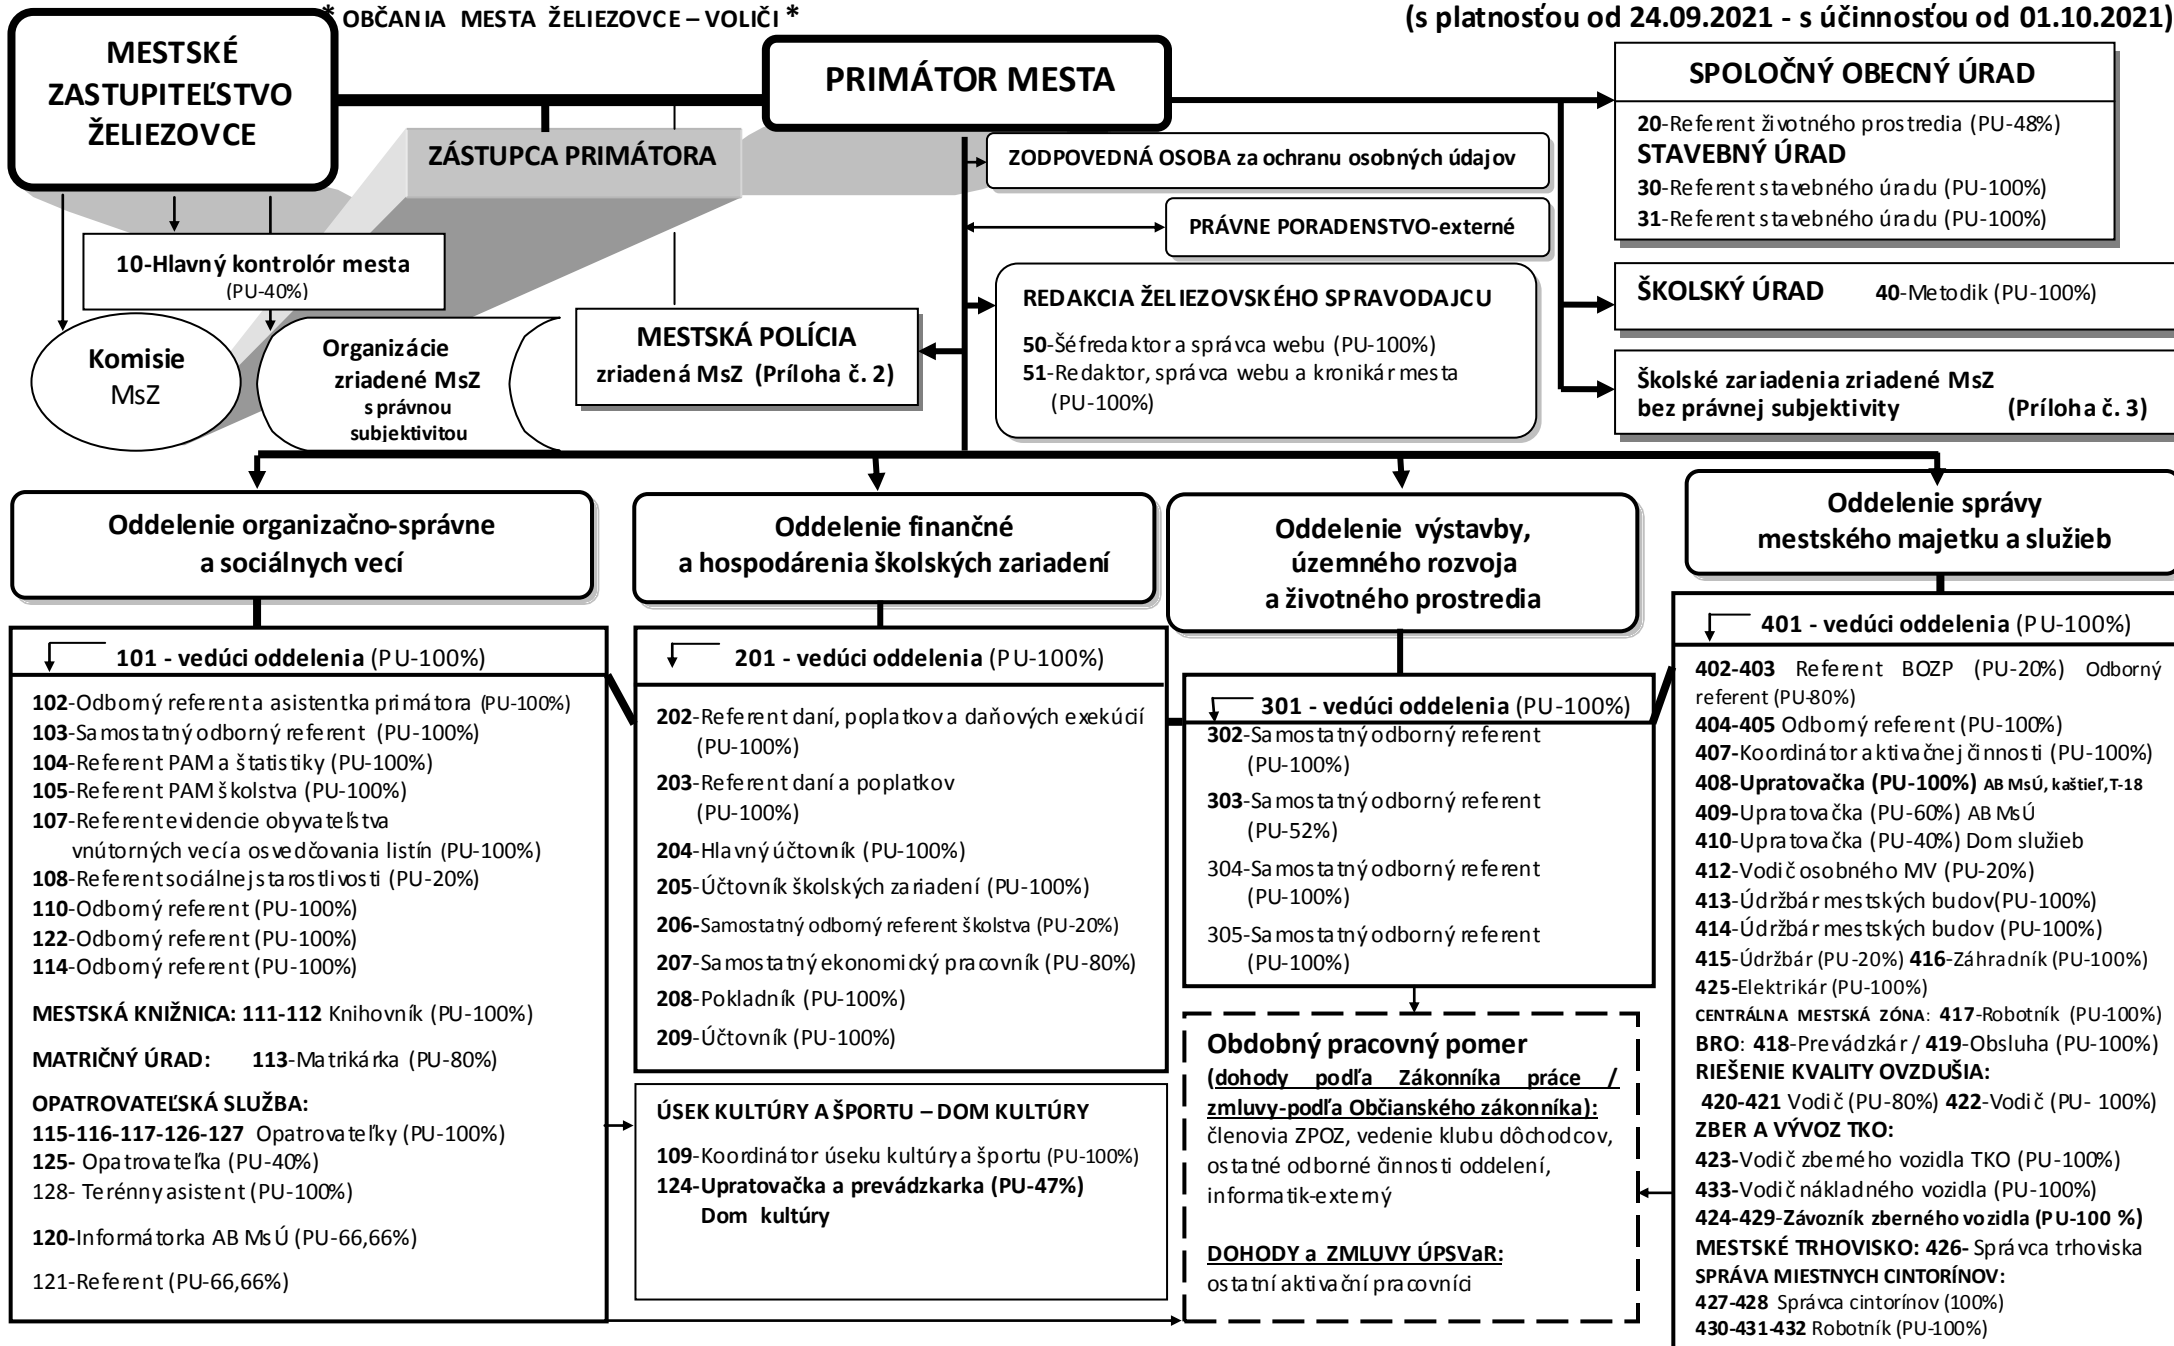 * OBČANIA MESTA ŽELIEZOVCE – VOLIČI *
(s platnosťou od 24.09.2021 - s účinnosťou od 01.10.2021)
MESTSKÉ
ZASTUPITEĽSTVO
ŽELIEZOVCE
PRIMÁTOR MESTA
ZÁSTUPCA PRIMÁTORA
SPOLOČNÝ OBECNÝ ÚRAD
20-Referent životného prostredia (PU-48%)
STAVEBNÝ ÚRAD
30-Referent stavebného úradu (PU-100%)
31-Referent stavebného úradu (PU-100%)
ZODPOVEDNÁ OSOBA za ochranu osobných údajov
PRÁVNE PORADENSTVO-externé
10-Hlavný kontrolór mesta
(PU-40%)
REDAKCIA ŽELIEZOVSKÉHO SPRAVODAJCU
50-Šéfredaktor a správca webu (PU-100%)
51-Redaktor, správca webu a kronikár mesta
(PU-100%)
ŠKOLSKÝ ÚRAD 40-Metodik (PU-100%)
Komisie
MsZ
Organizácie
zriadené MsZ
s právnou
subjektivitou
MESTSKÁ POLÍCIA
zriadená MsZ (Príloha č. 2)
Školské zariadenia zriadené MsZ
bez právnej subjektivity (Príloha č. 3)
Oddelenie organizačno-správne
a sociálnych vecí
Oddelenie finančné
a hospodárenia školských zariadení
Oddelenie výstavby,
územného rozvoja
a životného prostredia
Oddelenie správy
mestského majetku a služieb
101 - vedúci oddelenia (PU-100%)
102-Odborný referent a asistentka primátora (PU-100%)
103-Samostatný odborný referent (PU-100%)
104-Referent PAM a štatistiky (PU-100%)
105-Referent PAM školstva (PU-100%)
107-Referent evidencie obyvateľstva
vnútorných vecí a osvedčovania listín (PU-100%)
108-Referent sociálnej starostlivosti (PU-20%)
110-Odborný referent (PU-100%)
122-Odborný referent (PU-100%)
114-Odborný referent (PU-100%)
MESTSKÁ KNIŽNICA: 111-112 Knihovník (PU-100%)
MATRIČNÝ ÚRAD: 113-Matrikárka (PU-80%)
OPATROVATEĽSKÁ SLUŽBA:
115-116-117-126-127 Opatrovateľky (PU-100%)
125- Opatrovateľka (PU-40%)
128- Terénny asistent (PU-100%)
120-Informátorka AB MsÚ (PU-66,66%)
121-Referent (PU-66,66%)
201 - vedúci oddelenia (PU-100%)
202-Referent daní, poplatkov a daňových exekúcií
(PU-100%)
203-Referent daní a poplatkov
(PU-100%)
204-Hlavný účtovník (PU-100%)
205-Účtovník školských zariadení (PU-100%)
206-Samostatný odborný referent školstva (PU-20%)
207-Samostatný ekonomický pracovník (PU-80%)
208-Pokladník (PU-100%)
209-Účtovník (PU-100%)
ÚSEK KULTÚRY A ŠPORTU – DOM KULTÚRY
109-Koordinátor úseku kultúry a športu (PU-100%)
124-Upratovačka a prevádzkarka (PU-47%)
Dom kultúry
301 - vedúci oddelenia (PU-100%)
302-Samostatný odborný referent
(PU-100%)
303-Samostatný odborný referent
(PU-52%)
304-Samostatný odborný referent
(PU-100%)
305-Samostatný odborný referent
(PU-100%)
Obdobný pracovný pomer
(dohody podľa Zákonníka práce /
zmluvy-podľa Občianského zákonníka):
členovia ZPOZ, vedenie klubu dôchodcov,
ostatné odborné činnosti oddelení,
informatik-externý
DOHODY a ZMLUVY ÚPSVaR:
ostatní aktivační pracovníci
401 - vedúci oddelenia (PU-100%)
402-403 Referent BOZP (PU-20%) Odborný
referent (PU-80%)
404-405 Odborný referent (PU-100%)
407-Koordinátor aktivačnej činnosti (PU-100%)
408-Upratovačka (PU-100%) AB MsÚ, kaštieľ,T-18
409-Upratovačka (PU-60%) AB MsÚ
410-Upratovačka (PU-40%) Dom služieb
412-Vodič osobného MV (PU-20%)
413-Údržbár mestských budov(PU-100%)
414-Údržbár mestských budov (PU-100%)
415-Údržbár (PU-20%) 416-Záhradník (PU-100%)
425-Elektrikár (PU-100%)
CENTRÁLNA MESTSKÁ ZÓNA: 417-Robotník (PU-100%)
BRO: 418-Prevádzkár / 419-Obsluha (PU-100%)
RIEŠENIE KVALITY OVZDUŠIA:
420-421 Vodič (PU-80%) 422-Vodič (PU- 100%)
ZBER A VÝVOZ TKO:
423-Vodič zberného vozidla TKO (PU-100%)
433-Vodič nákladného vozidla (PU-100%)
424-429-Závozník zberného vozidla (PU-100 %)
MESTSKÉ TRHOVISKO: 426- Správca trhoviska
SPRÁVA MIESTNYCH CINTORÍNOV:
427-428 Správca cintorínov (100%)
430-431-432 Robotník (PU-100%)